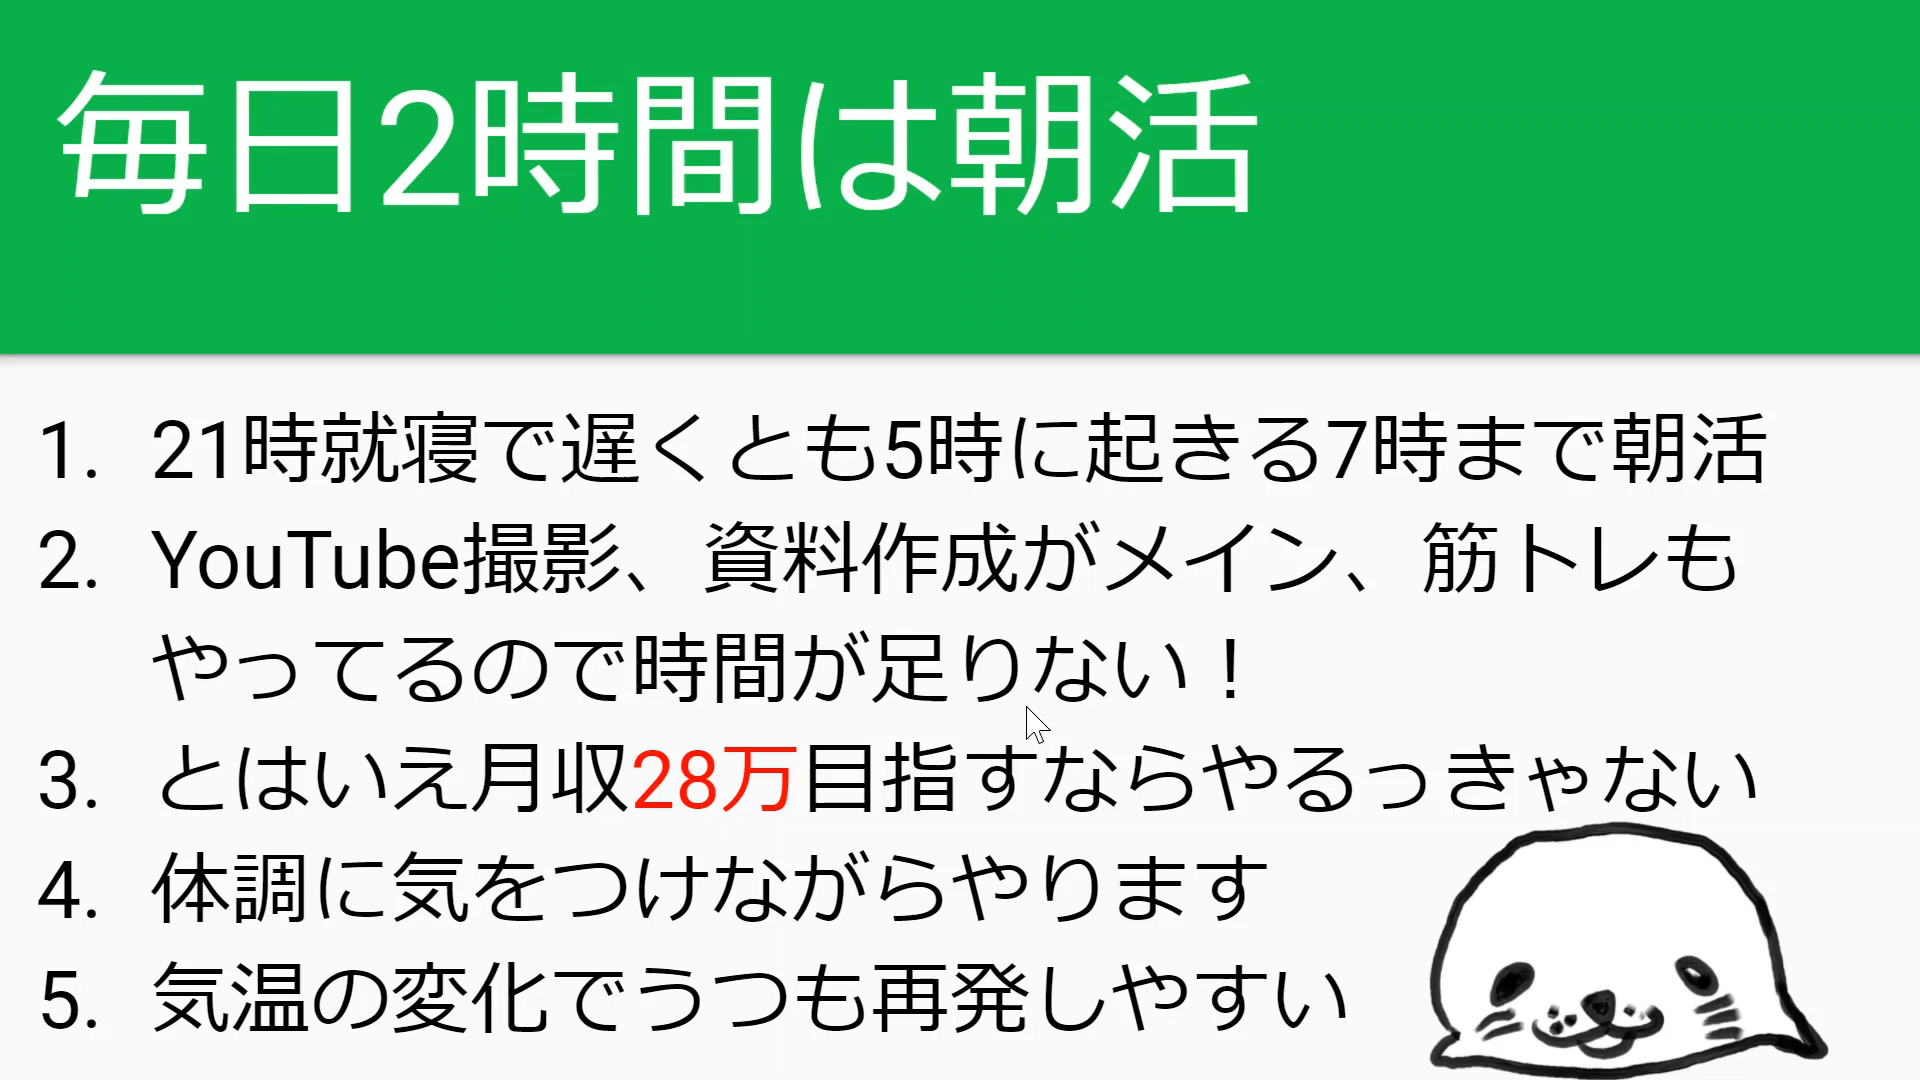 毎日2時間は朝活
1. 21時就寝で遅くとも5時に起きる7時まで朝活
2. YouTube撮影、資料作成がメイン、筋トレも
やってるので時間が足りない！
3. とはいえ月収28万目指すならやるっきゃない
4. 体調に気をつけながらやります
5. 気温の変化でうつも再発しやすい